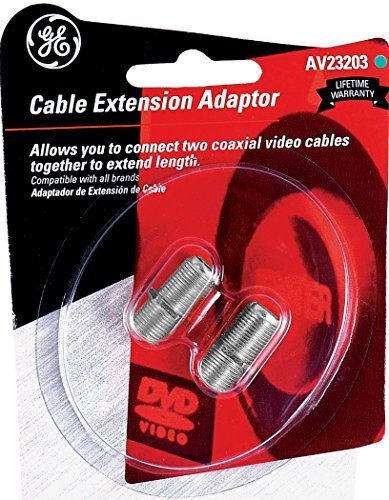 GE
AV23203
LIFETIME
WARRANTY
Cable Extension Adaptor
Allows you to connect two coaxial video cables
together to extend length.
Compatible with all brands
Adaptador de Extensión de Cable
DVD
VIDEO